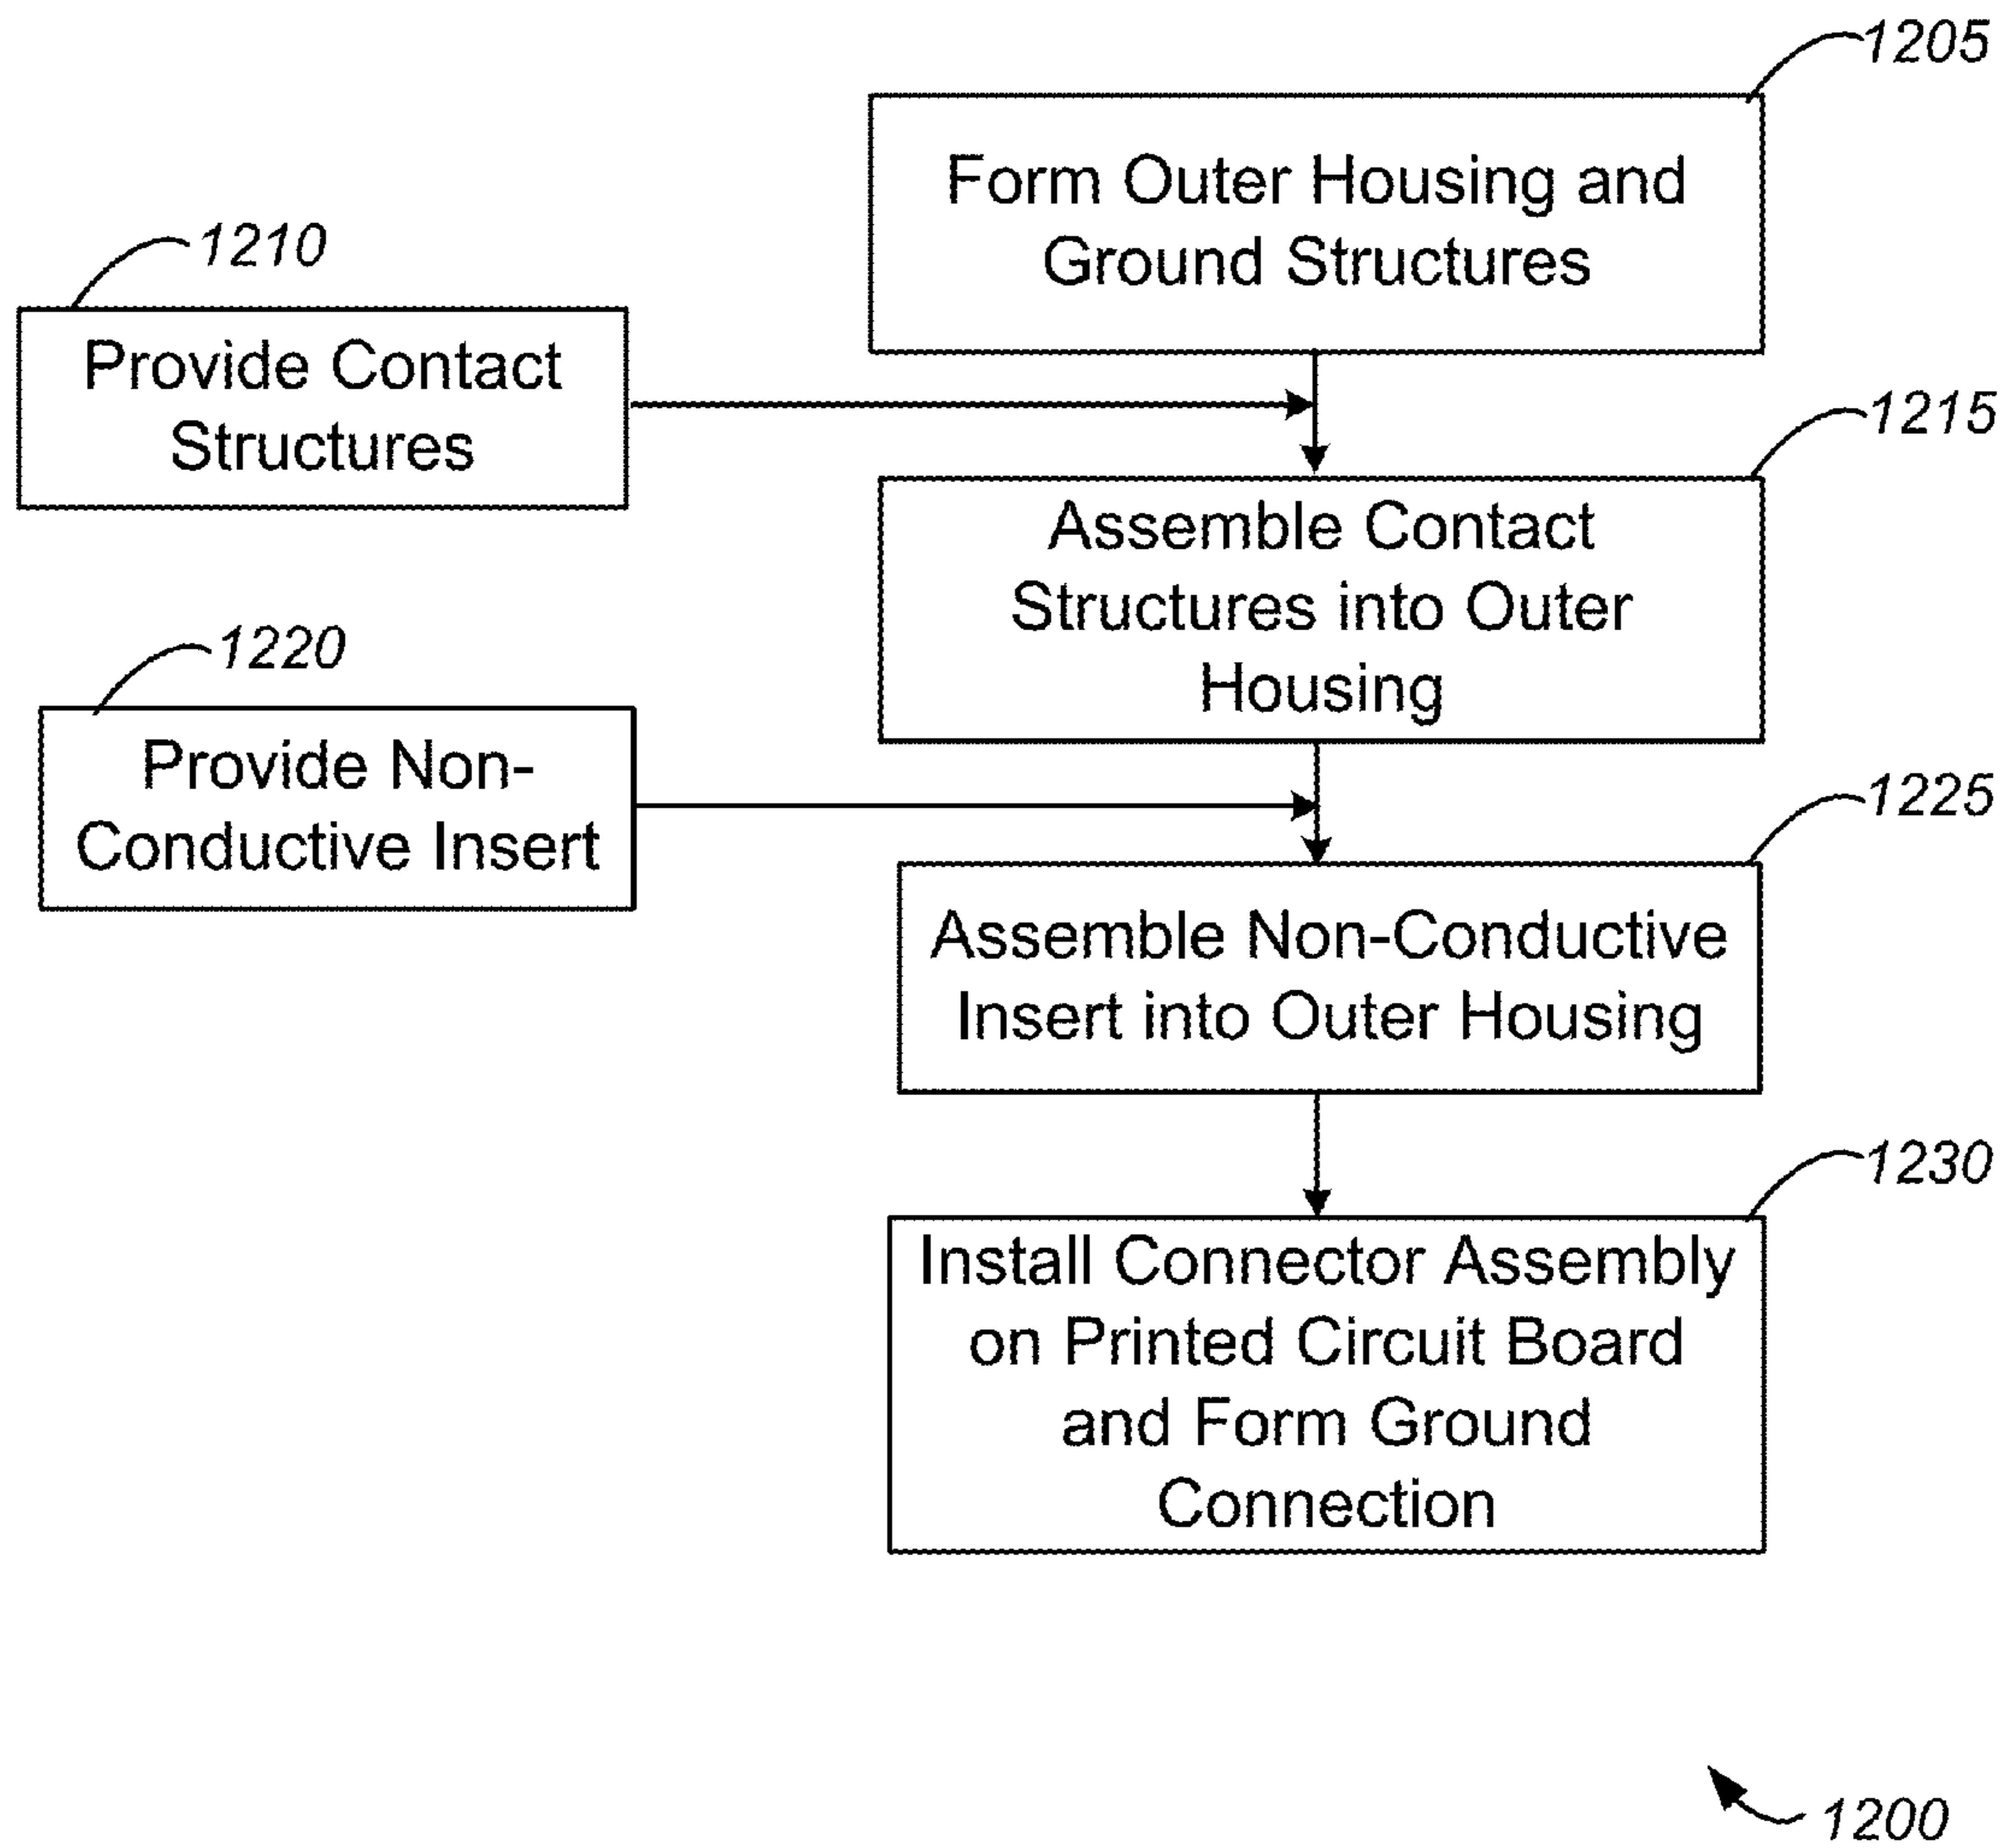 1205
Form Outer Housing and
Ground Structures
1210
Provide Contact
Structures
1215
Assemble Contact
Structures into Outer
Housing
1220
Provide Non-
Conductive Insert
1225
Assemble Non-Conductive
Insert into Outer Housing
1230
Install Connector Assembly
on Printed Circuit Board
and Form Ground
Connection
1200